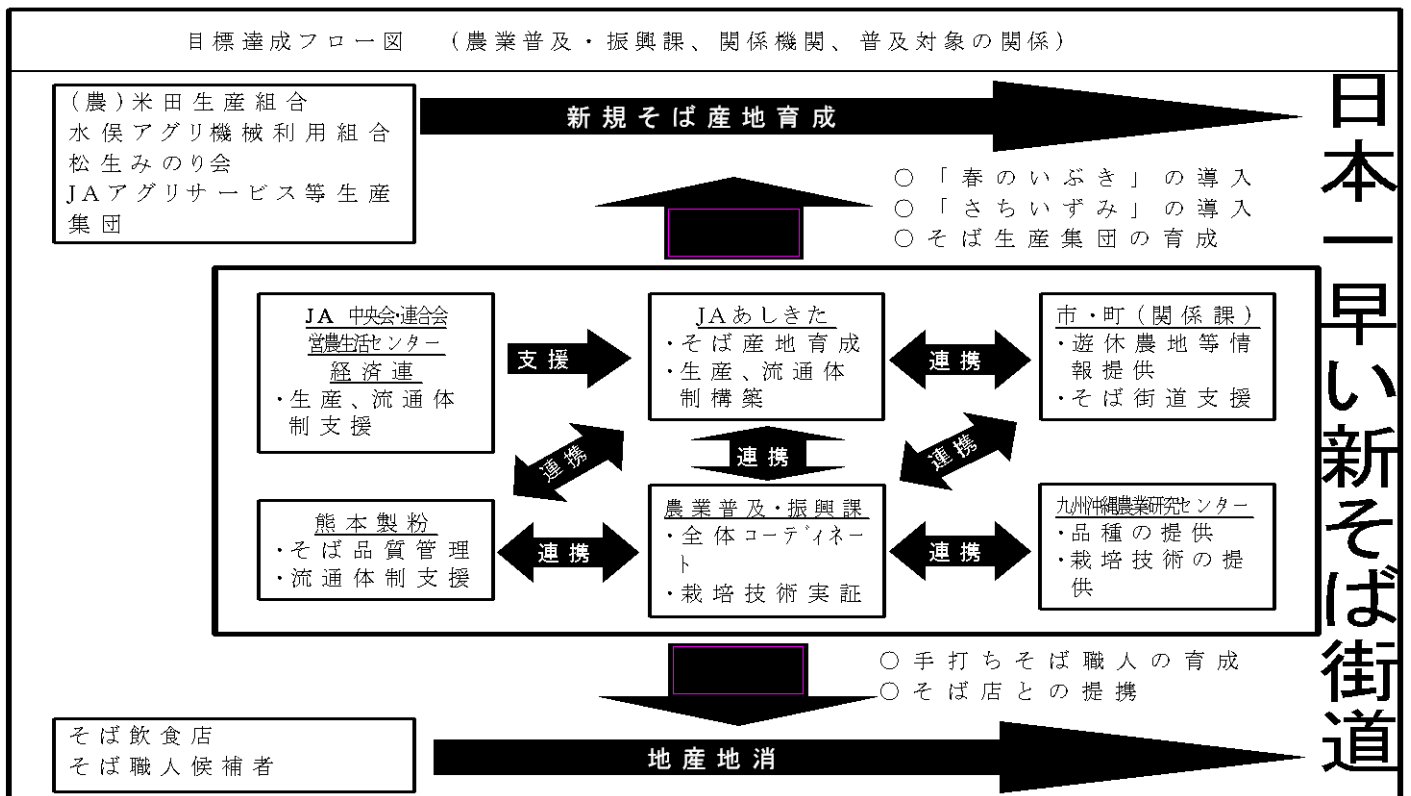 目標達成フロー図 (農業普及・振興課、関係機関、普及対象の関係)
(農)米田生産組合
水俣アグリ機械利用組合
松生みのり会
JAアグリサービス等生産
集団
新規そば産地育成
○「春のいぶき」の導入
○「さちいずみ」の導入
○そば生産集団の育成
JA 中央会・連合会
営農生活センター
経済連
・生産、流通体
制支援
支援
JAあしきた
・そば産地育成
・生産、流通体
制構築
連携
市・町(関係課)
・遊休農地等情
報提供
・そば街道支援
連携
連携
連携
熊本製粉
・そば品質管理
・流通体制支援
連携
農業普及・振興課
・全体コーディネー
ト
・栽培技術実証
連携
九州沖縄農業研究センター
・品種の提供
・栽培技術の提
供
○手打ちそば職人の育成
○そば店との提携
そば飲食店
そば職人候補者
地産地消
日本一早い新そば街道